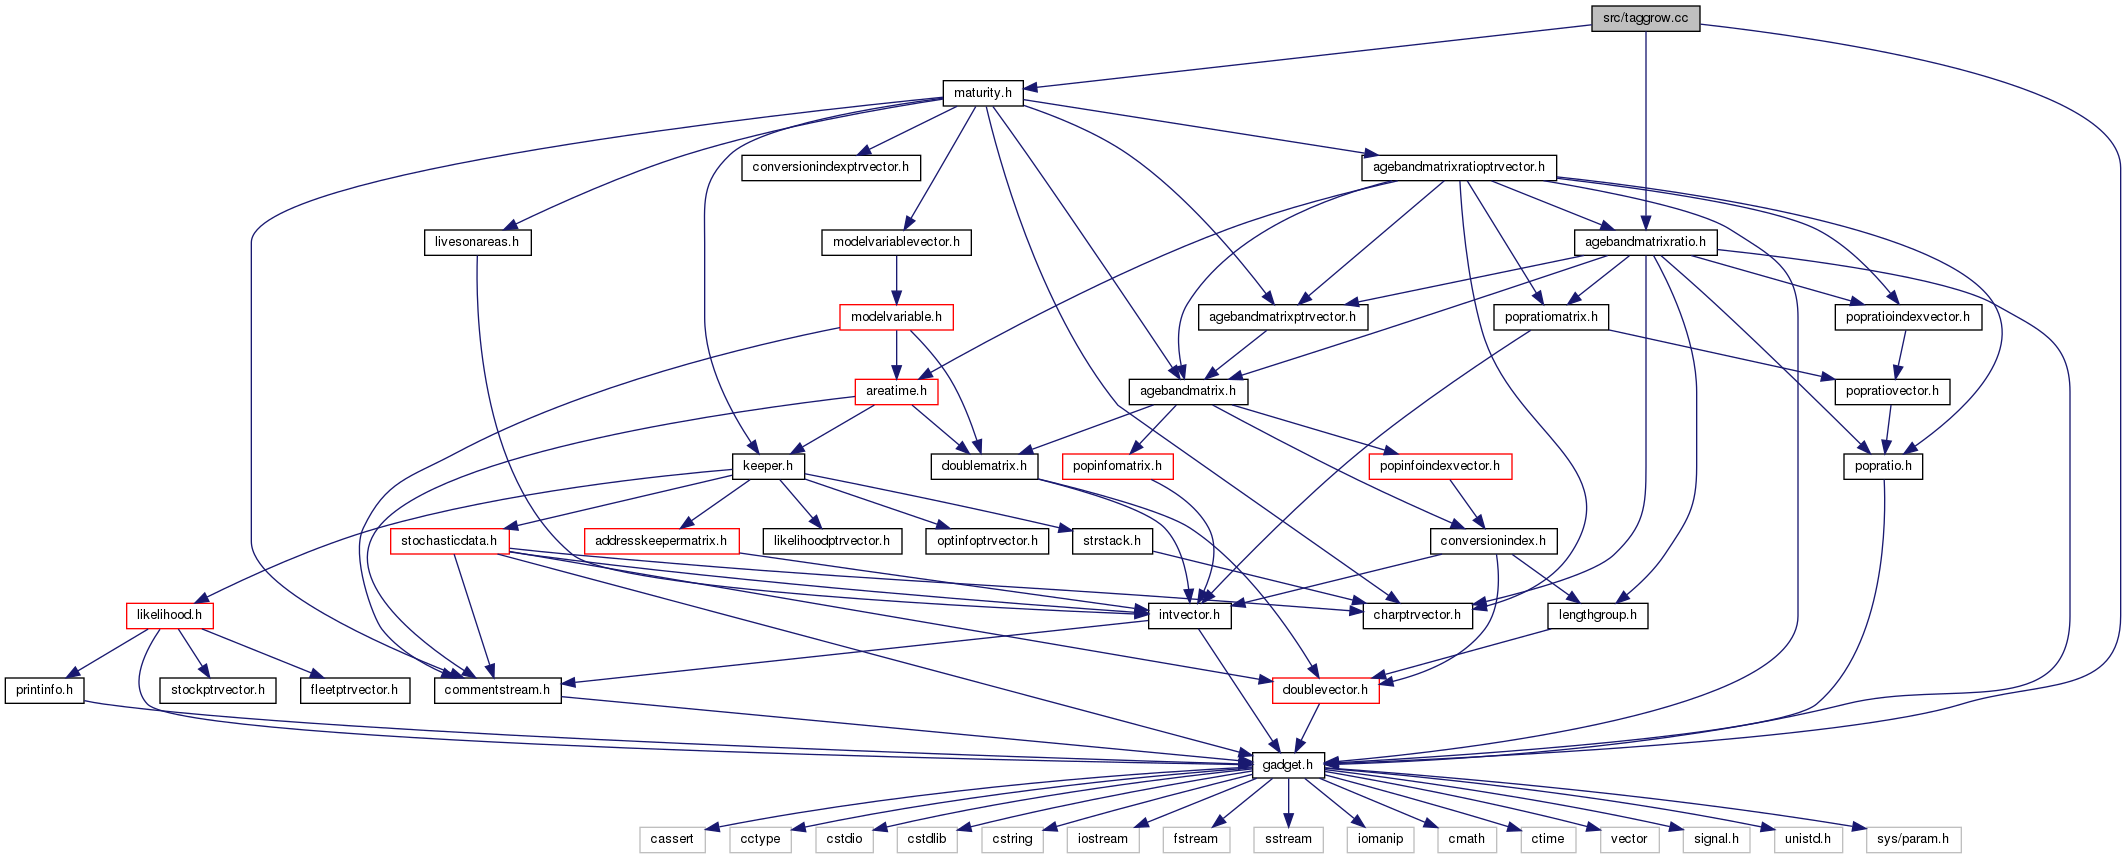 src/taggrow.cc
maturity.h
conversionindexptrvector.h
agebandmatrixratioptrvector.h
livesonareas.h
modelvariablevector.h
agebandmatrixratio.h
modelvariable.h
agebandmatrixptrvector.h
popratiomatrix.h
popratioindexvector.h
areatime.h
agebandmatrix.h
popratiovector.h
keeper.h
doublematrix.h
popinfomatrix.h
popinfoindexvector.h
popratio.h
stochasticdata.h
addresskeepermatrix.h
likelihoodptrvector.h
optinfoptrvector.h
strstack.h
conversionindex.h
likelihood.h
intvector.h
charptrvector.h
lengthgroup.h
printinfo.h
stockptrvector.h
fleetptrvector.h
commentstream.h
doublevector.h
gadget.h
cassert
cctype
cstdio
cstdlib
cstring
iostream
fstream
sstream
iomanip
cmath
ctime
vector
signal.h
unistd.h
sys/param.h